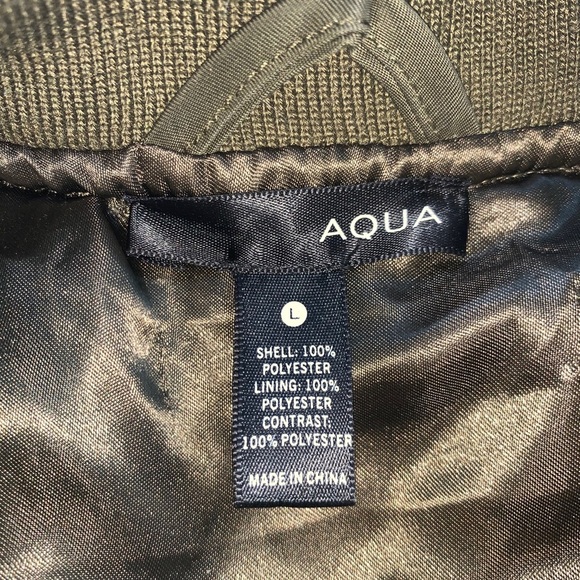 AQUA
L
SHELL: 100%
POLYESTER
LINING: 100%
POLYESTER
CONTRAST:
100% POLYESTER
MADE IN CHINA